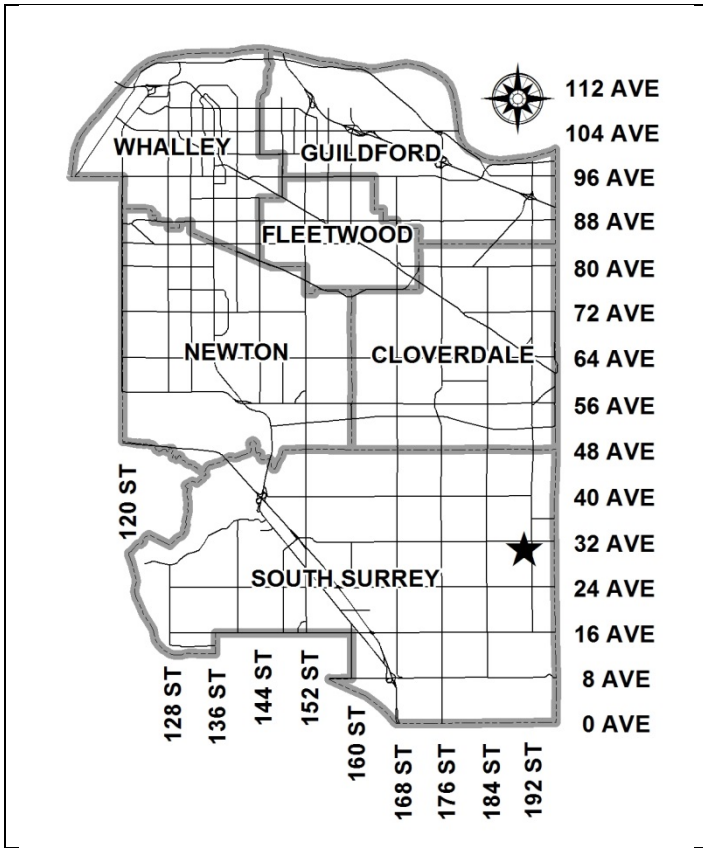 112 AVE
104 AVE
WHALLEY
GUILDFORD
96 AVE
88 AVE
FLEETWOOD
80 AVE
72 AVE
NEWTON
CLOVERDALE
64 AVE
56 AVE
48 AVE
120 ST
40 AVE
32 AVE
SOUTH SURREY
24 AVE
16 AVE
128 ST
136 ST
144 ST
152 ST
160 ST
168 ST
176 ST
184 ST
192 ST
8 AVE
0 AVE